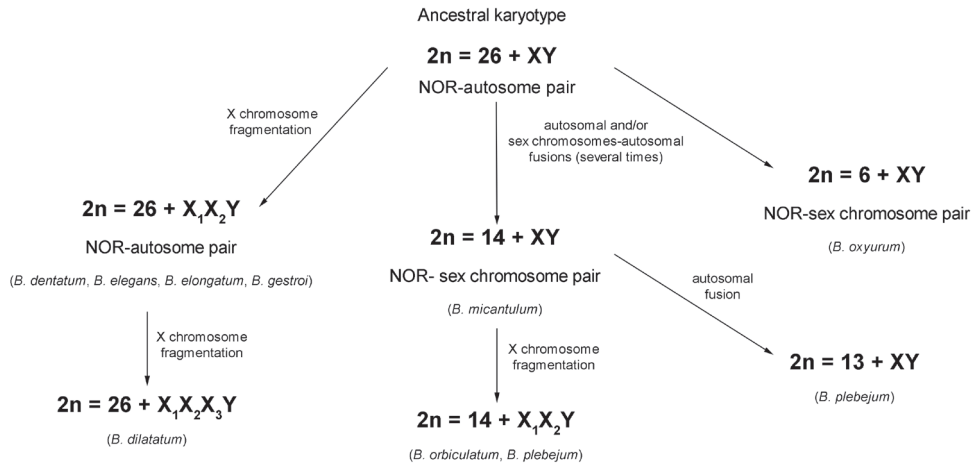 Ancestral karyotype
2n = 26 + XY
NOR-autosome pair
X chromosome
fragmentation
autosomal and/or
sex chromosomes-autosomal
fusions (several times)
2n = 6 + XY
NOR-sex chromosome pair
(B. oxyurum)
2n = 26 + X₁X₂Y
NOR-autosome pair
(B. dentatum, B. elegans, B. elongatum, B. gestroi)
2n = 14 + XY
NOR- sex chromosome pair
(B. micantulum)
autosomal
fusion
X chromosome
fragmentation
X chromosome
fragmentation
2n = 13 + XY
(B. plebejum)
2n = 26 + X₁X₂X₃Y
(B. dilatatum)
2n = 14 + X₁X₂Y
(B. orbiculatum, B. plebejum)